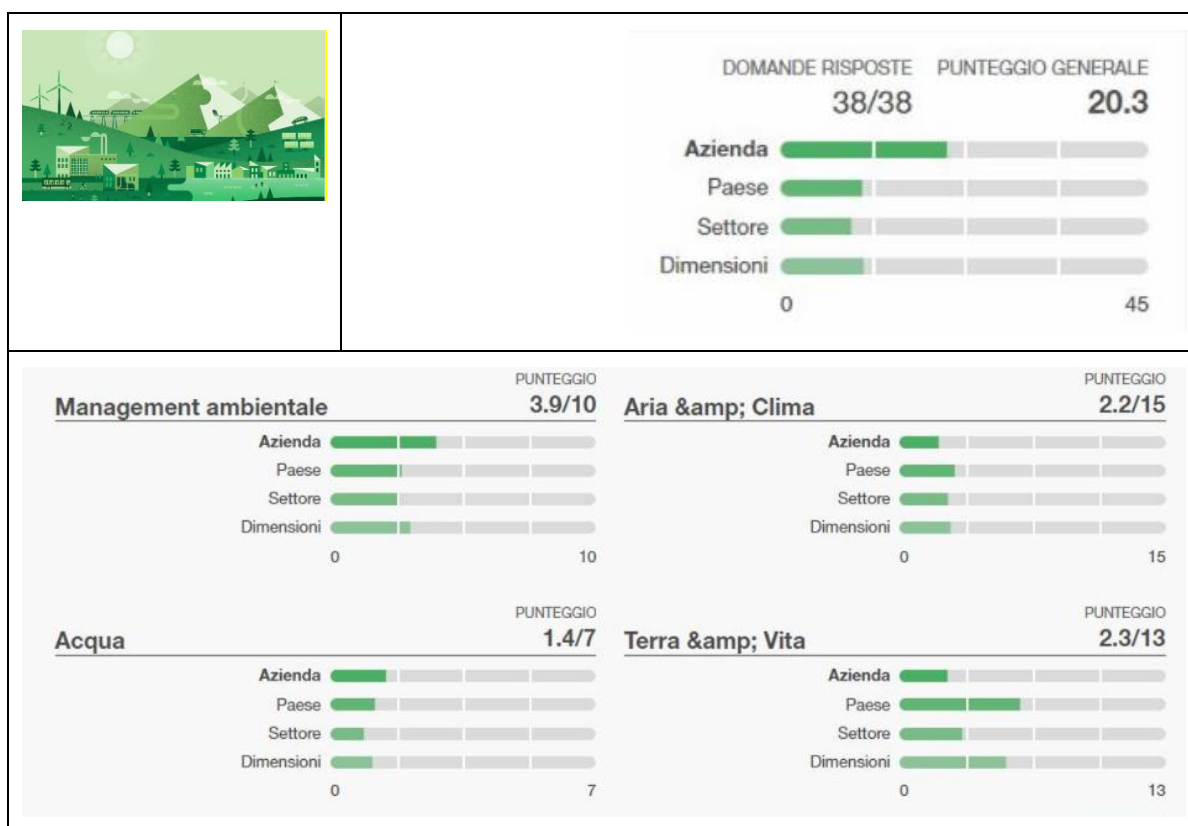 DOMANDE RISPOSTE PUNTEGGIO GENERALE
38/38 20.3
Azienda
Paese
Settore
Dimensioni
0 45
PUNTEGGIO
Management ambientale 3.9/10
Azienda
Paese
Settore
Dimensioni
0 10
PUNTEGGIO
Aria &amp; Clima 2.2/15
Azienda
Paese
Settore
Dimensioni
0 15
PUNTEGGIO
Acqua 1.4/7
Azienda
Paese
Settore
Dimensioni
0 7
PUNTEGGIO
Terra &amp; Vita 2.3/13
Azienda
Paese
Settore
Dimensioni
0 13